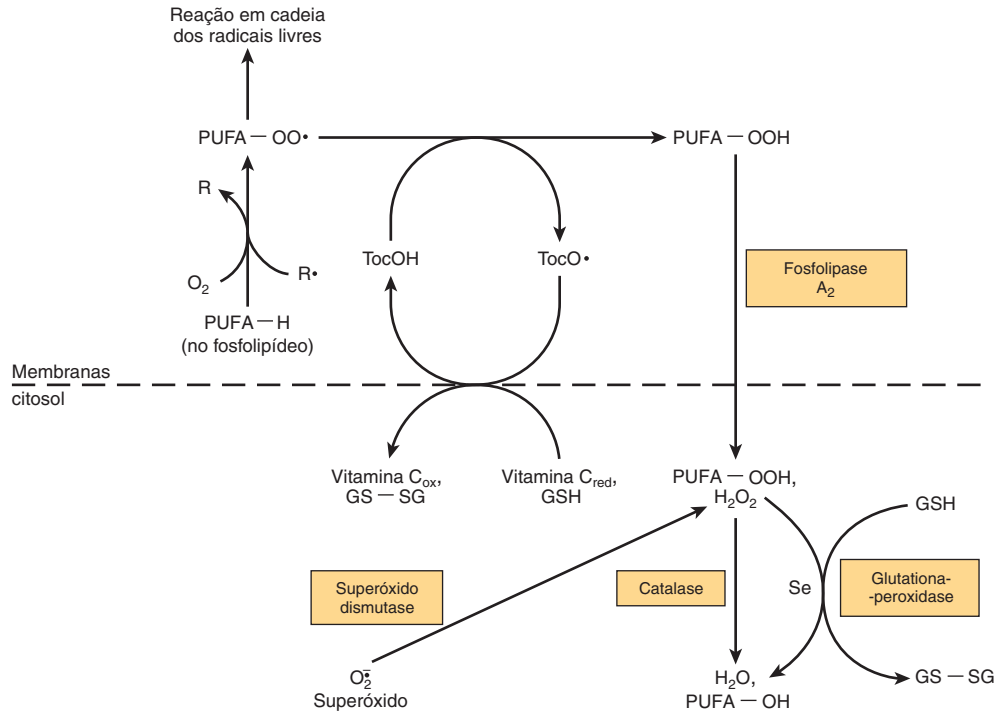 Reação em cadeia
dos radicais livres
PUFA — OO•
PUFA — OOH
R
TocOH
TocO•
O₂
R•
Fosfolipase
A₂
PUFA — H
(no fosfolipídeo)
Membranas
citosol
Vitamina Cox,
GS — SG
Vitamina Cred,
GSH
PUFA — OOH,
H₂O₂
GSH
Superóxido
dismutase
Catalase
Se
Glutationa-
-peroxidase
O₂•̄
Superóxido
H₂O,
PUFA — OH
GS — SG